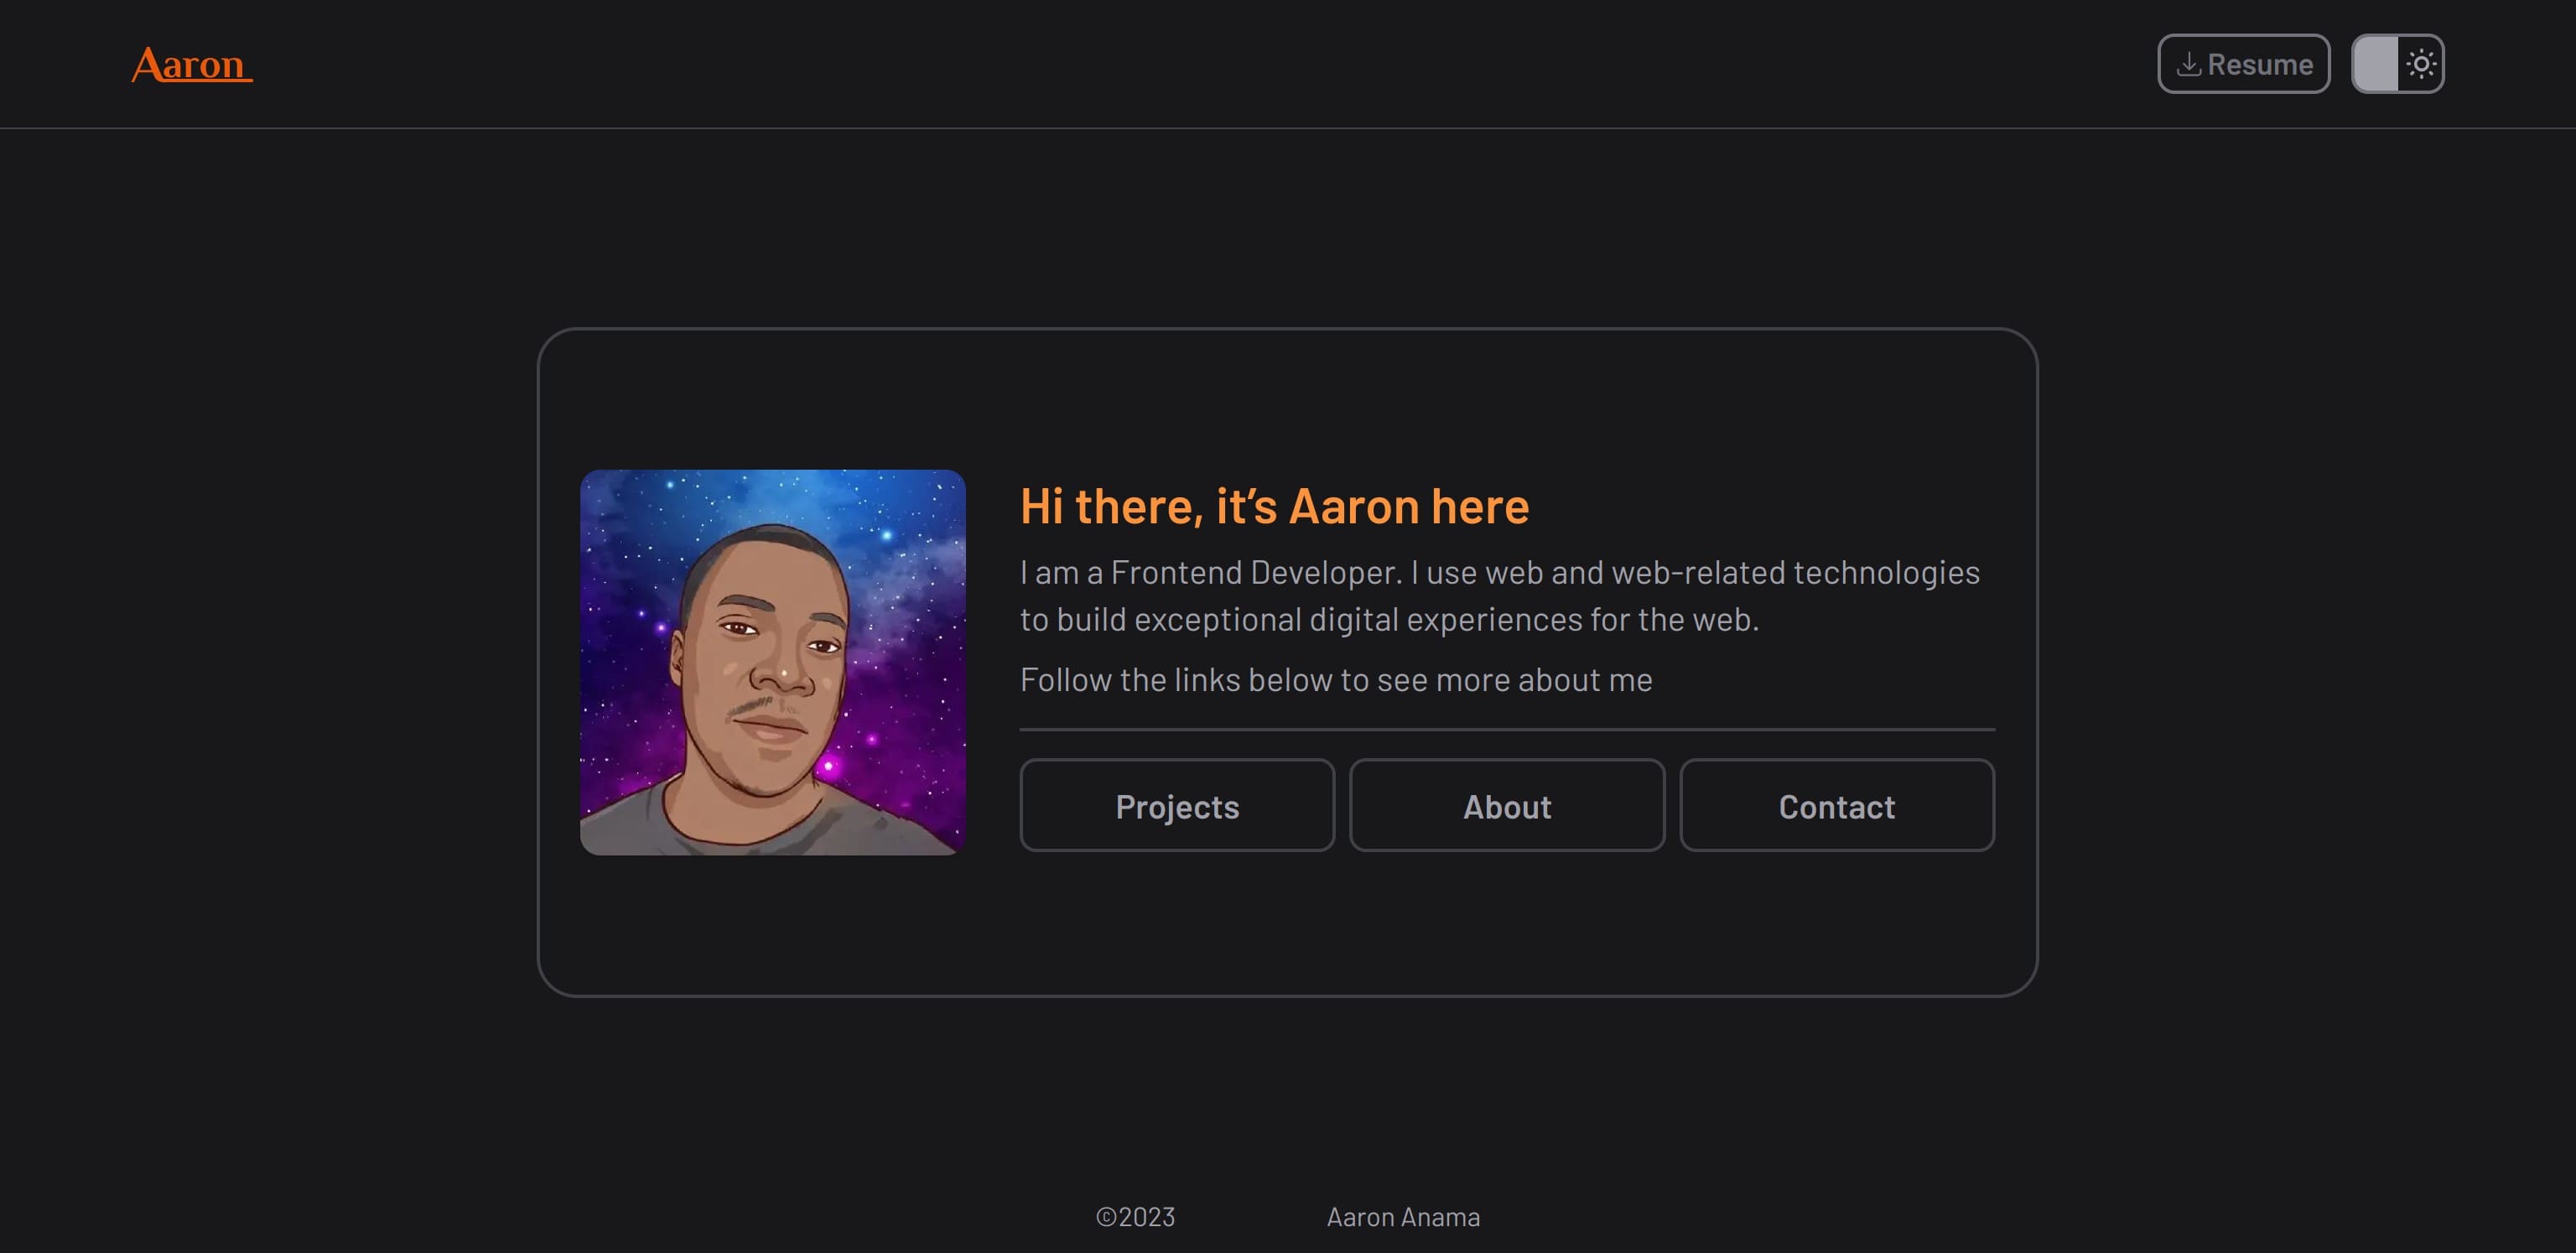 Aaron
Resume
Hi there, it’s Aaron here
I am a Frontend Developer. I use web and web-related technologies
to build exceptional digital experiences for the web.
Follow the links below to see more about me
Projects About Contact
©2023 Aaron Anama